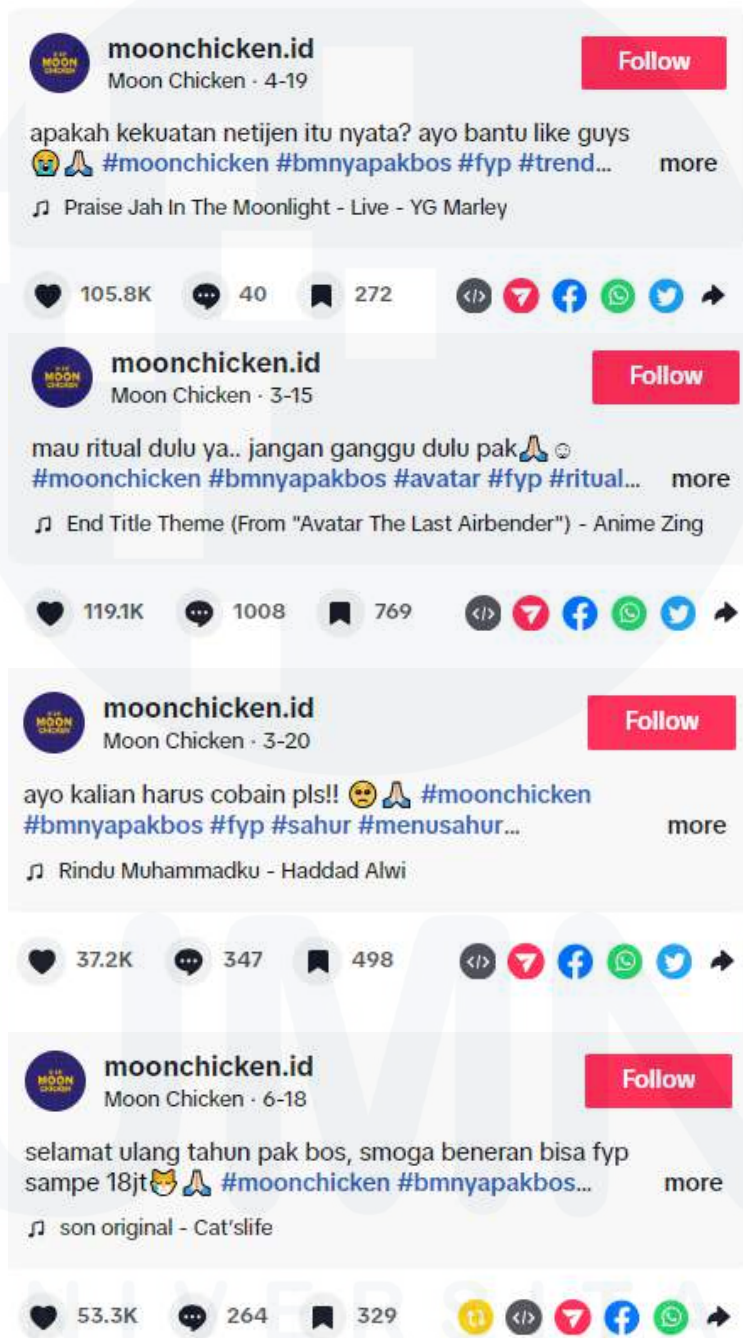 moonchicken.id
Moon Chicken · 4-19
Follow
apakah kekuatan netijen itu nyata? ayo bantu like guys
😭🙏🏻 #moonchicken #bmnyapakbos #fyp #trend... more
♫ Praise Jah In The Moonlight - Live - YG Marley
105.8K 40 272
moonchicken.id
Moon Chicken · 3-15
Follow
mau ritual dulu ya.. jangan ganggu dulu pak🙏🏻☺
#moonchicken #bmnyapakbos #avatar #fyp #ritual... more
♫ End Title Theme (From "Avatar The Last Airbender") - Anime Zing
119.1K 1008 769
moonchicken.id
Moon Chicken · 3-20
Follow
ayo kalian harus cobain pls!! 🥺🙏🏻 #moonchicken
#bmnyapakbos #fyp #sahur #menusahur... more
♫ Rindu Muhammadku - Haddad Alwi
37.2K 347 498
moonchicken.id
Moon Chicken · 6-18
Follow
selamat ulang tahun pak bos, smoga beneran bisa fyp
sampe 18jt😼🙏🏻 #moonchicken #bmnyapakbos... more
♫ son original - Cat'slife
53.3K 264 329